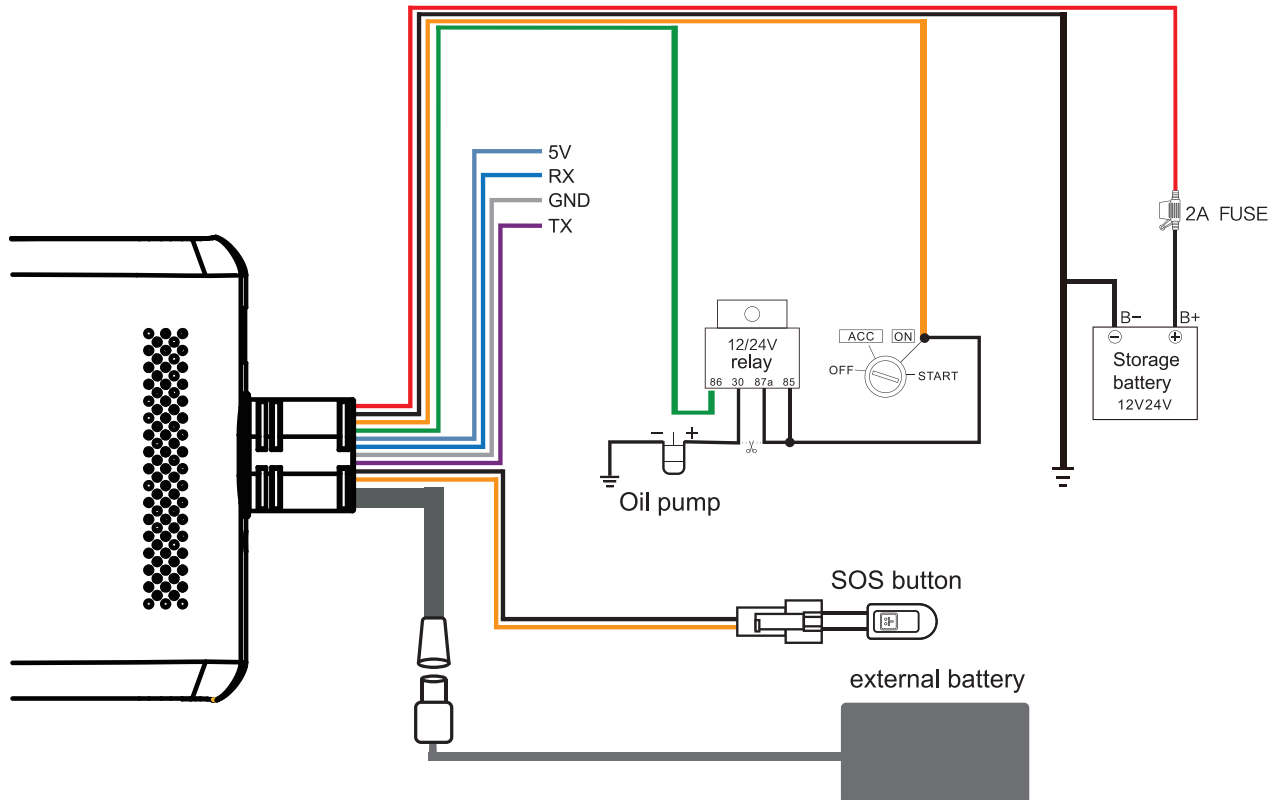 5V
RX
GND
TX
2A FUSE
12/24V
relay
86 30 87a 85
ACC ON
OFF START
B− B+
− +
Storage
battery
12V24V
− +
Oil pump
SOS button
external battery